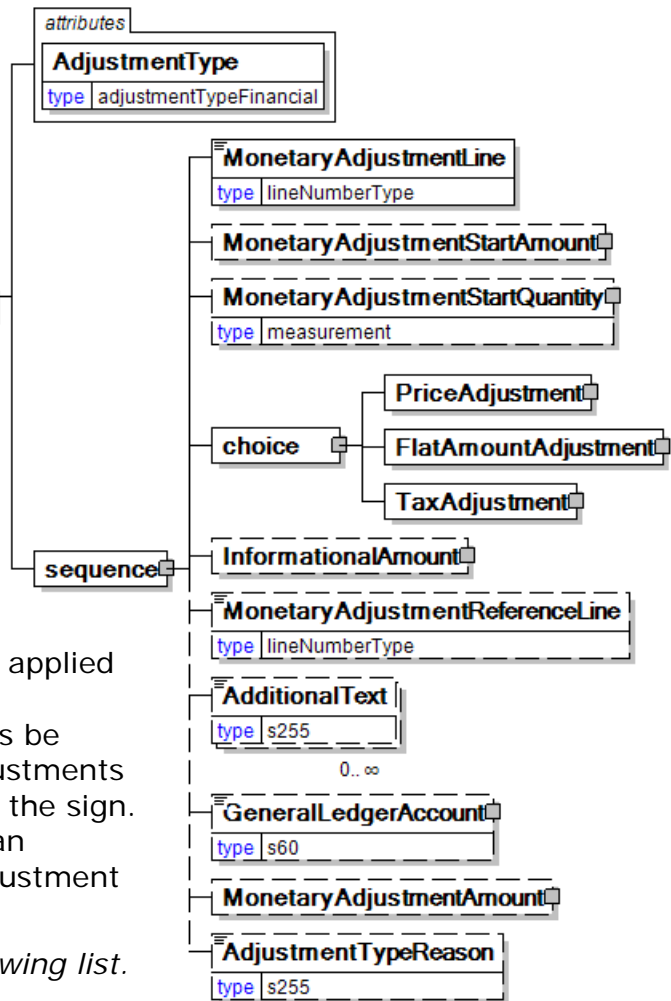 attributes
AdjustmentType
type adjustmentTypeFinancial
MonetaryAdjustmentLine
type lineNumberType
MonetaryAdjustmentStartAmount
MonetaryAdjustmentStartQuantity
type measurement
choice
PriceAdjustment
FlatAmountAdjustment
TaxAdjustment
sequence
InformationalAmount
MonetaryAdjustmentReferenceLine
type lineNumberType
AdditionalText
type s255
0.. ∞
GeneralLedgerAccount
type s60
MonetaryAdjustmentAmount
AdjustmentTypeReason
type s255
applied
s be
ustments
the sign.
an
justment
wing list.